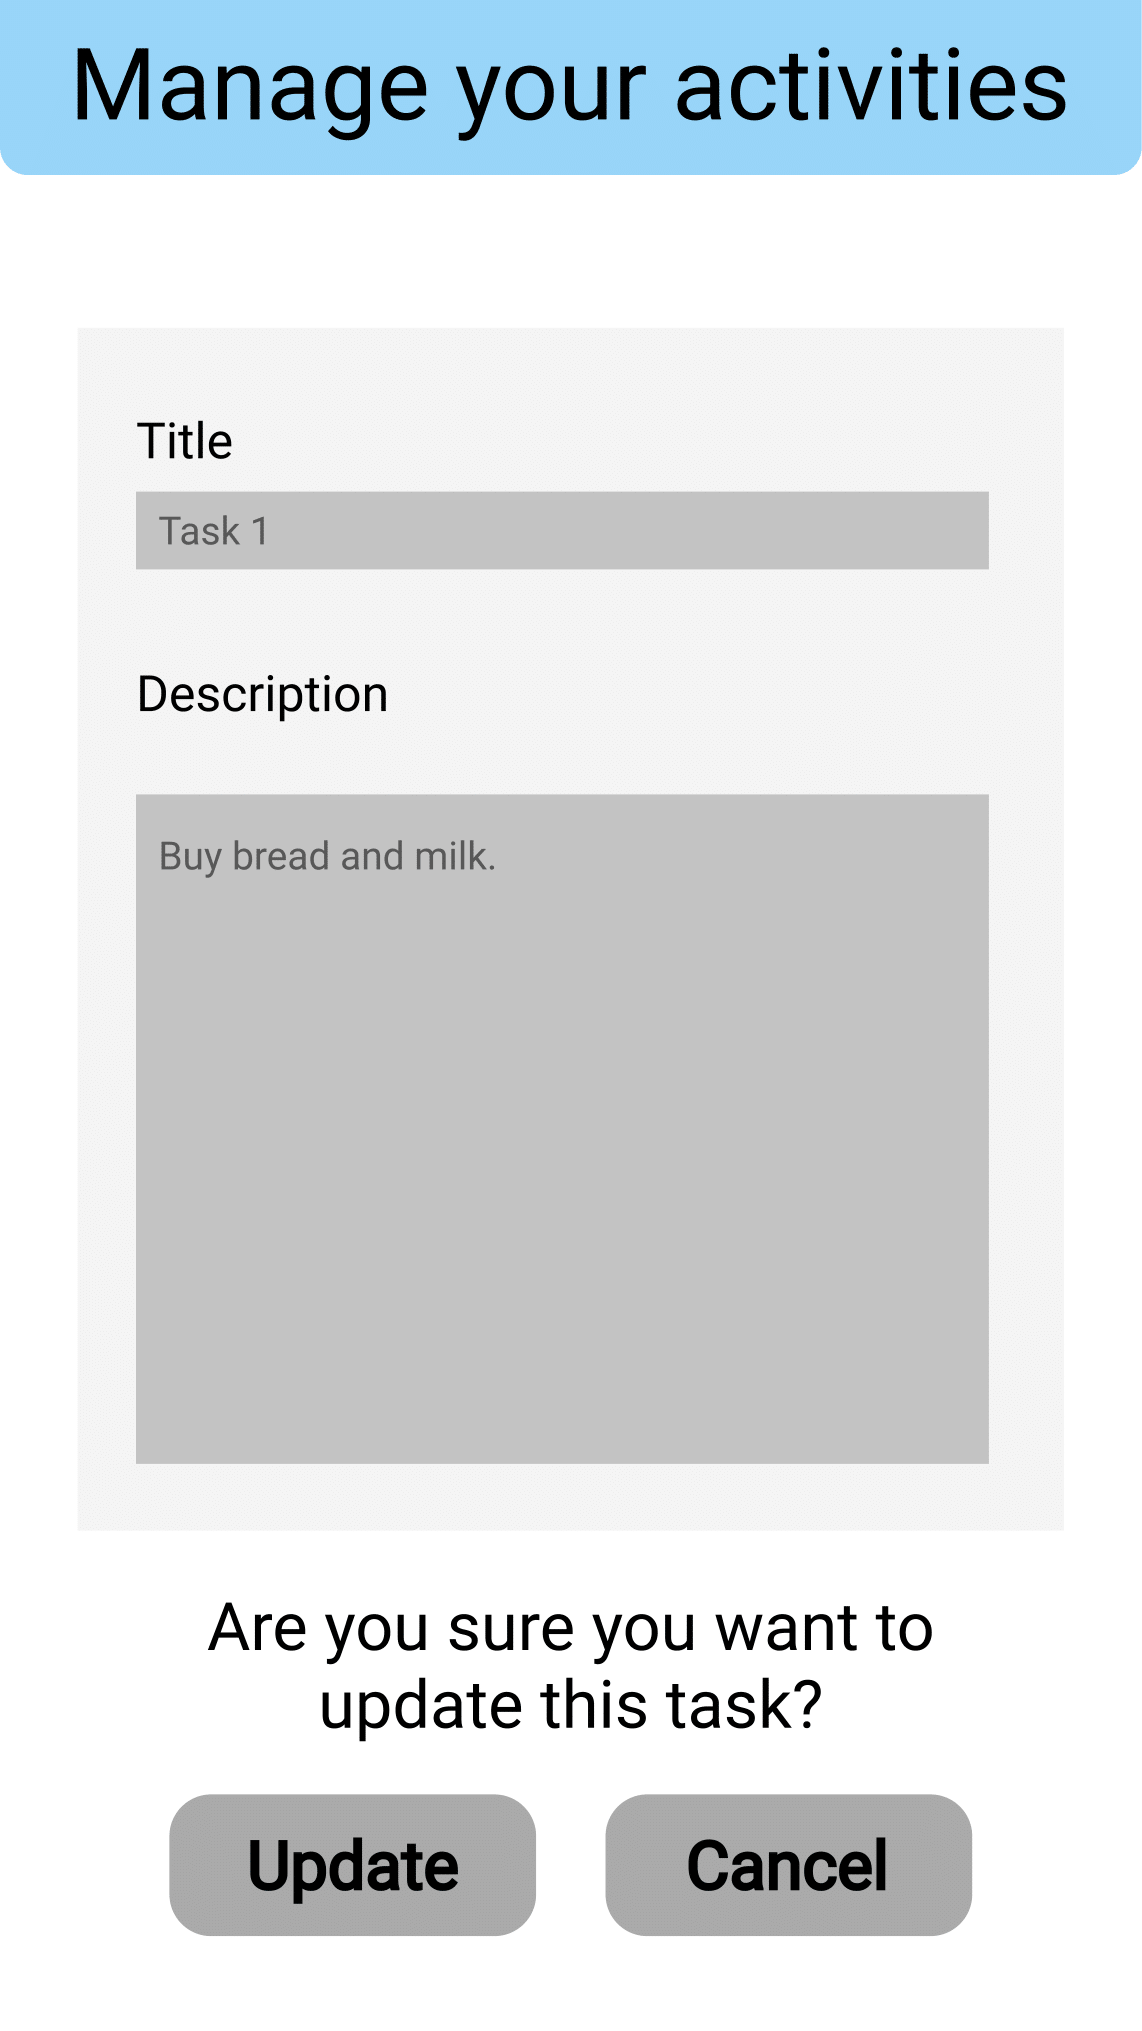 Manage your activities
Title
Task 1
Description
Buy bread and milk.
Are you sure you want to
update this task?
Update
Cancel